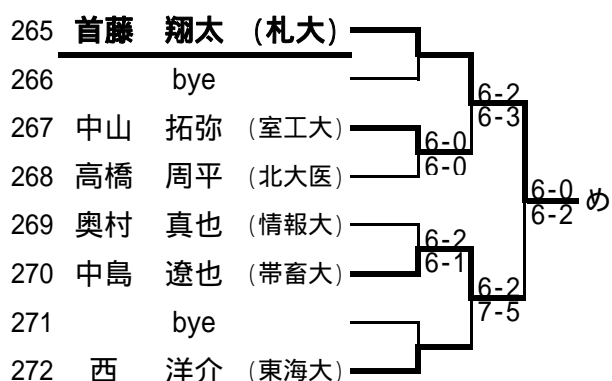 265 首藤 翔太 (札大)
266 bye
6-2
267 中山 拓弥 (室工大) 6-0 6-3
268 高橋 周平 (北大医) 6-0
6-0 め
269 奥村 真也 (情報大) 6-2 6-2
270 中島 遼也 (帯畜大) 6-1 6-2
271 bye 7-5
272 西 洋介 (東海大)